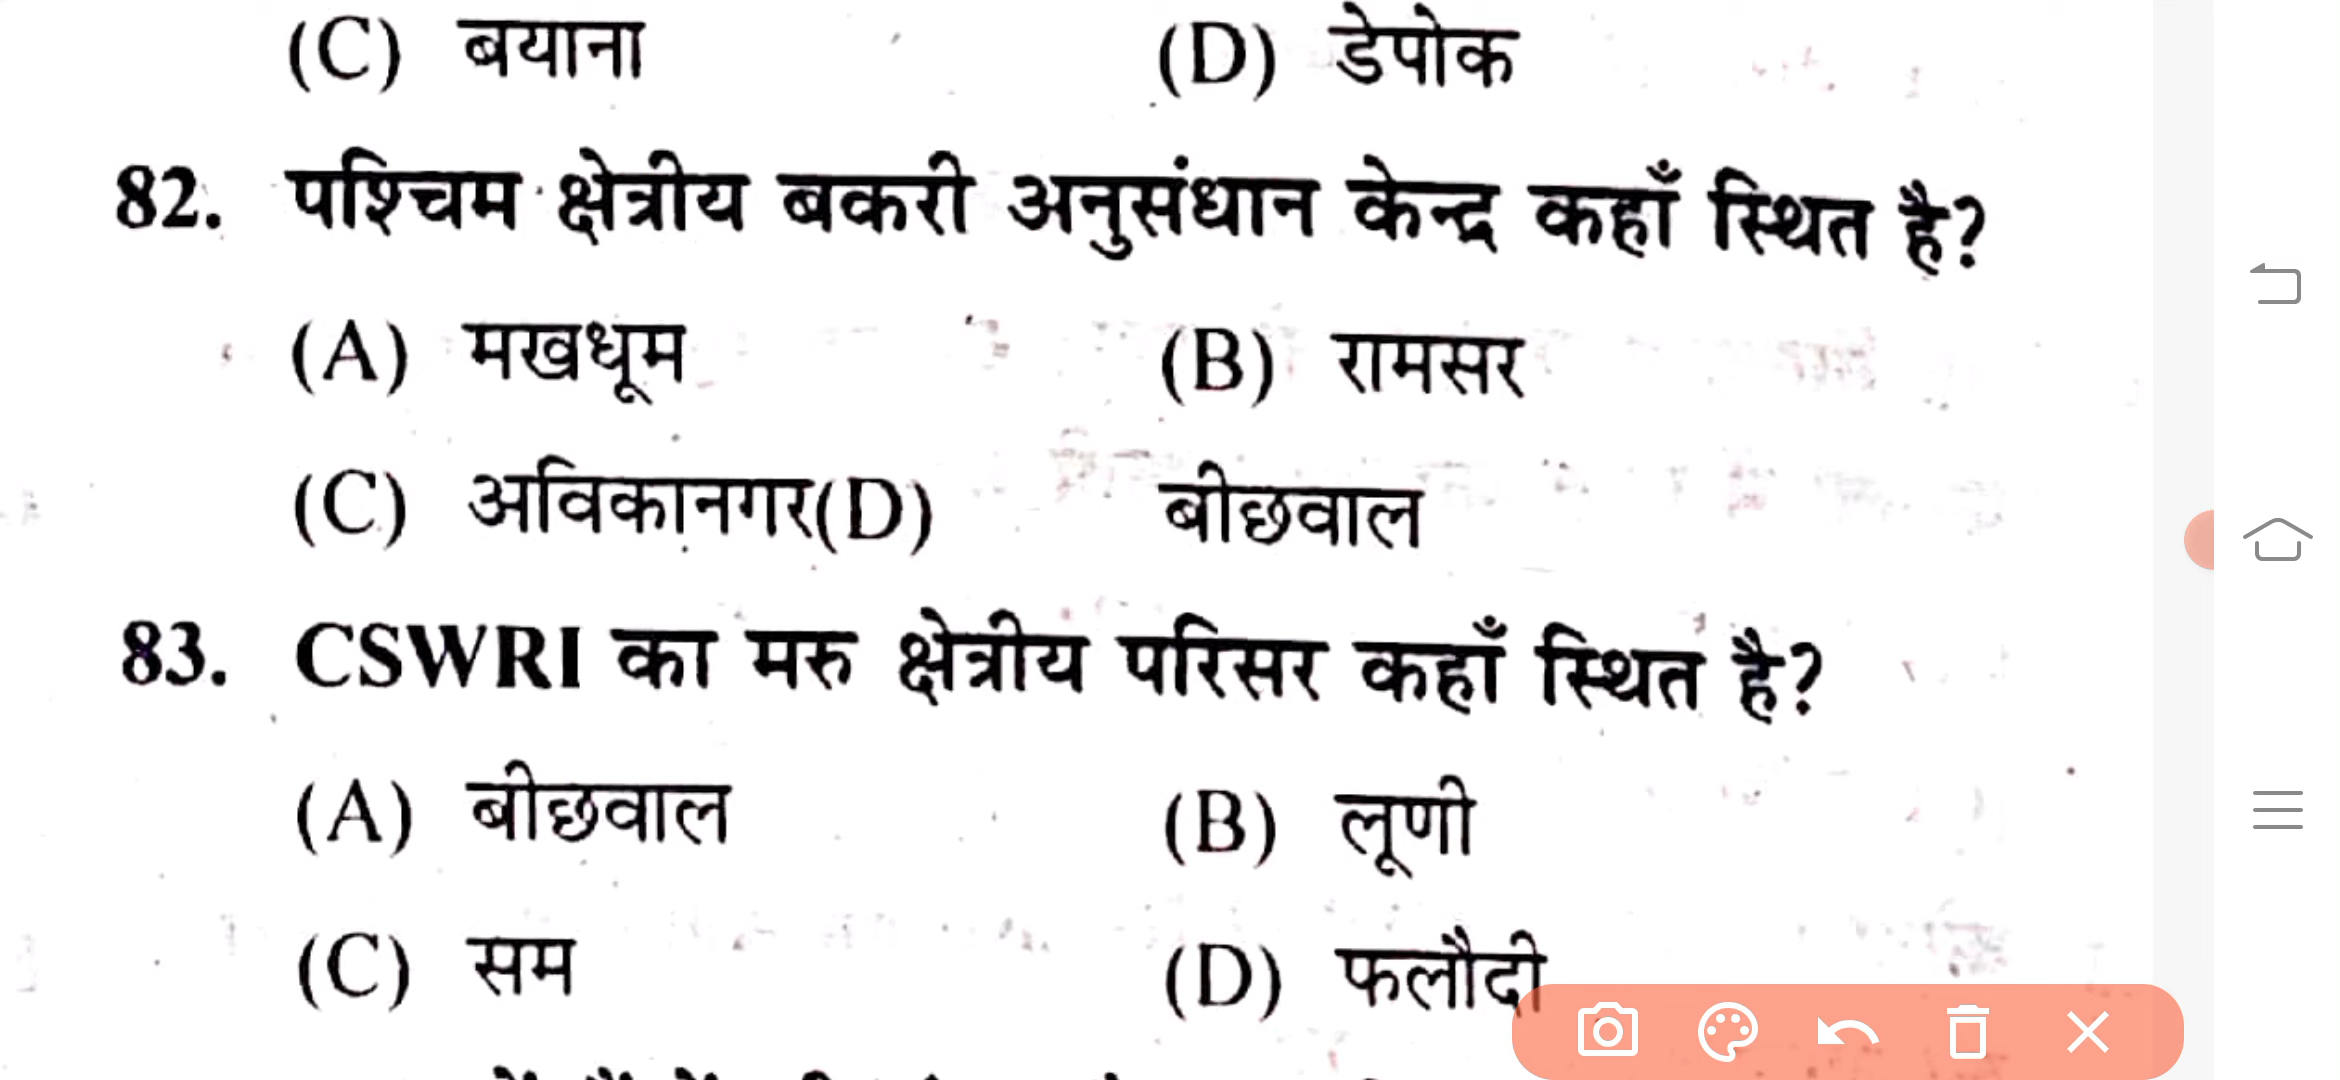 (C) बयाना (D) डेपोक
82. पश्चिम क्षेत्रीय बकरी अनुसंधान केन्द्र कहाँ स्थित है?
(A) मखधूम (B) रामसर
(C) अविकानगर(D) बीछवाल
83. CSWRI का मरु क्षेत्रीय परिसर कहाँ स्थित है?
(A) बीछवाल (B) लूणी
(C) सम (D) फलौदी